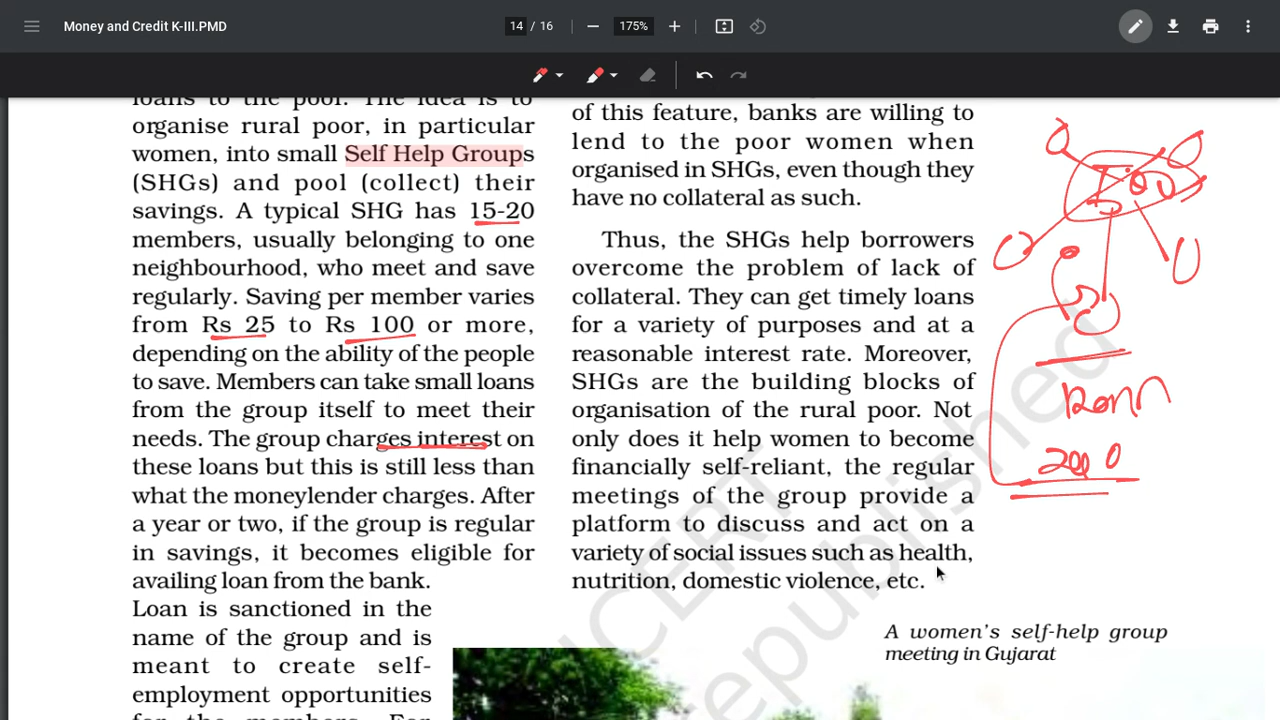 Money and Credit K-III.PMD
14 / 16
175%
loans to the poor. The idea is to
organise rural poor, in particular
women, into small Self Help Groups
(SHGs) and pool (collect) their
savings. A typical SHG has 15-20
members, usually belonging to one
neighbourhood, who meet and save
regularly. Saving per member varies
from Rs 25 to Rs 100 or more,
depending on the ability of the people
to save. Members can take small loans
from the group itself to meet their
needs. The group charges interest on
these loans but this is still less than
what the moneylender charges. After
a year or two, if the group is regular
in savings, it becomes eligible for
availing loan from the bank.
Loan is sanctioned in the
name of the group and is
meant to create self-
employment opportunities
for the members. For
of this feature, banks are willing to
lend to the poor women when
organised in SHGs, even though they
have no collateral as such.
Thus, the SHGs help borrowers
overcome the problem of lack of
collateral. They can get timely loans
for a variety of purposes and at a
reasonable interest rate. Moreover,
SHGs are the building blocks of
organisation of the rural poor. Not
only does it help women to become
financially self-reliant, the regular
meetings of the group provide a
platform to discuss and act on a
variety of social issues such as health,
nutrition, domestic violence, etc.
A women's self-help group
meeting in Gujarat
republished